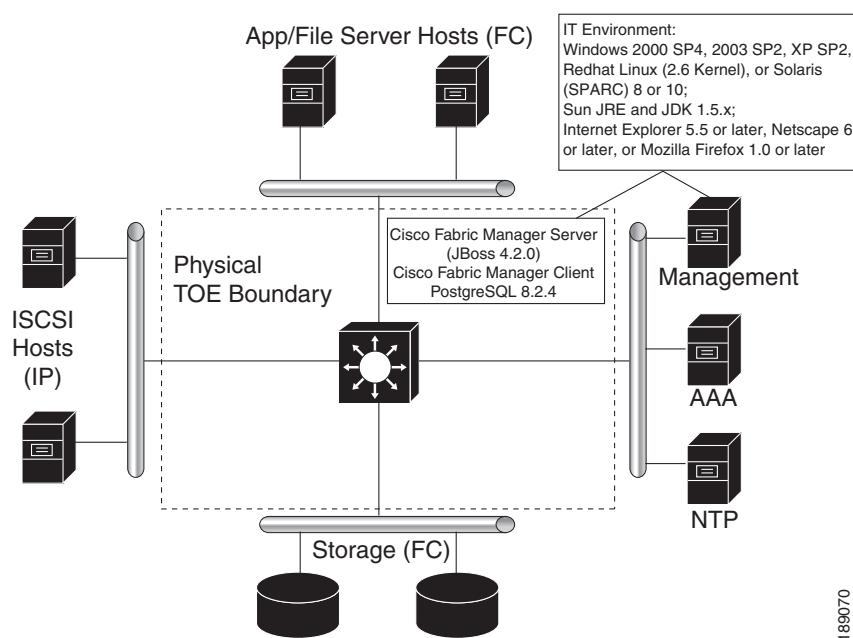 App/File Server Hosts (FC)
IT Environment:
Windows 2000 SP4, 2003 SP2, XP SP2,
Redhat Linux (2.6 Kernel), or Solaris
(SPARC) 8 or 10;
Sun JRE and JDK 1.5.x;
Internet Explorer 5.5 or later, Netscape 6
or later, or Mozilla Firefox 1.0 or later
Cisco Fabric Manager Server
(JBoss 4.2.0)
Cisco Fabric Manager Client
PostgreSQL 8.2.4
Physical
TOE Boundary
Management
ISCSI
Hosts
(IP)
AAA
NTP
Storage (FC)
189070